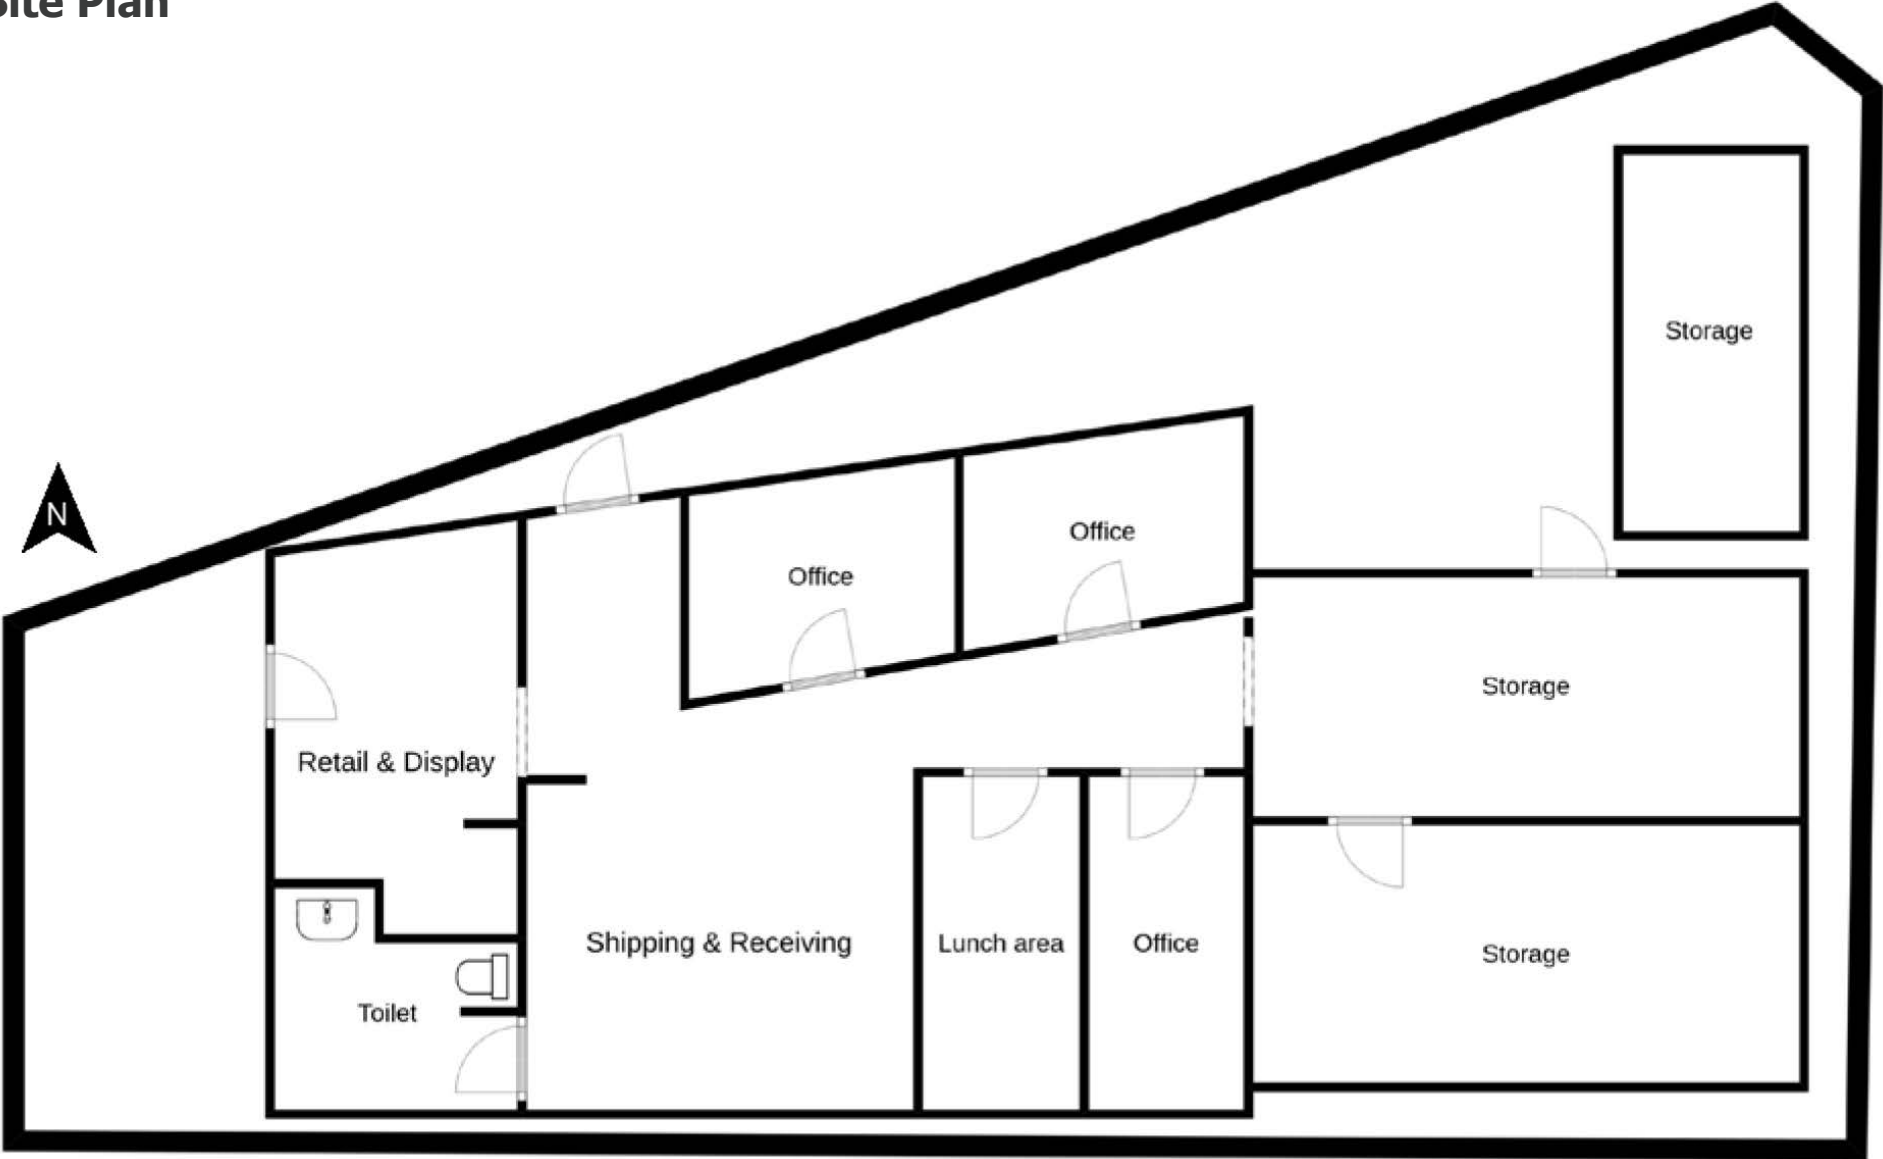 Site Plan
Storage
N
Office
Office
Storage
Retail & Display
Shipping & Receiving
Lunch area
Office
Storage
Toilet